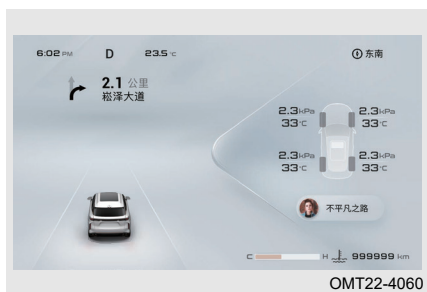 6:02 PM D 23.5 °C 东南
2.1 公里
崧泽大道
2.3 kPa 2.3 kPa
33 °C 33 °C
2.3 kPa 2.3 kPa
33 °C 33 °C
不平凡之路
C H 999999 km
OMT22-4060